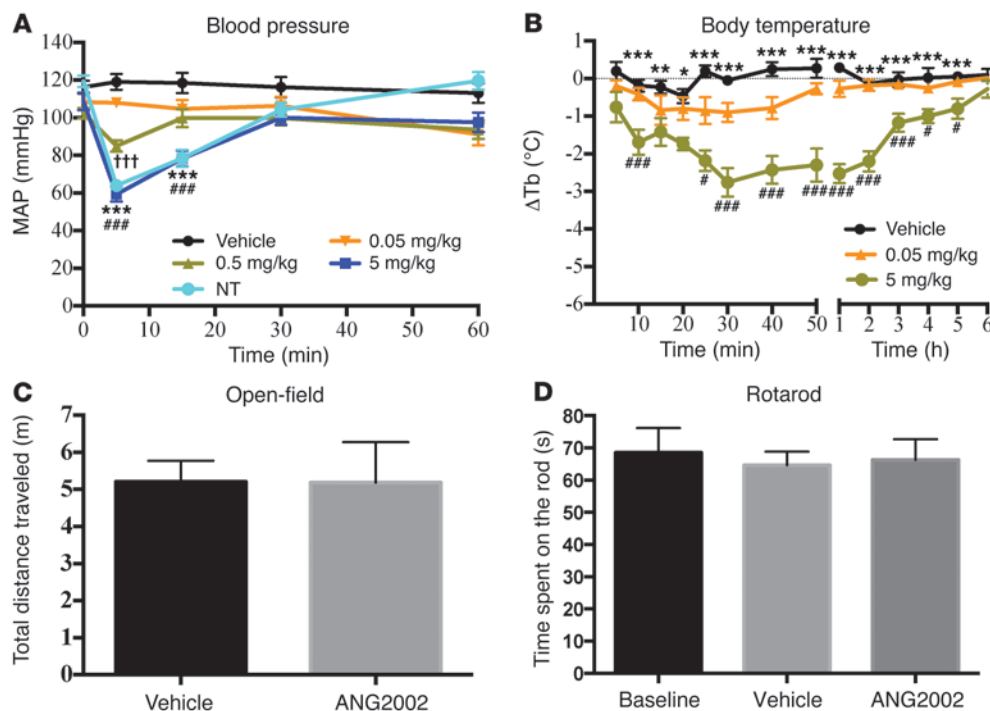 A
Blood pressure
MAP (mmHg)
140
120
100
80
60
40
20
0
†††
***
###
***
###
Vehicle
0.05 mg/kg
0.5 mg/kg
5 mg/kg
NT
0 10 20 30 40 50 60
Time (min)
B
Body temperature
ΔTb (°C)
1
0
-1
-2
-3
-4
-5
-6
*** ** * *** *** *** *** *** *** *** *** ***
### # ### ### ### ### ### ### # #
Vehicle
0.05 mg/kg
5 mg/kg
10 20 30 40 50 1 2 3 4 5 6
Time (min) Time (h)
C
Open-field
Total distance traveled (m)
7
6
5
4
3
2
1
0
Vehicle ANG2002
D
Rotarod
Time spent on the rod (s)
80
70
60
50
40
30
20
10
0
Baseline Vehicle ANG2002